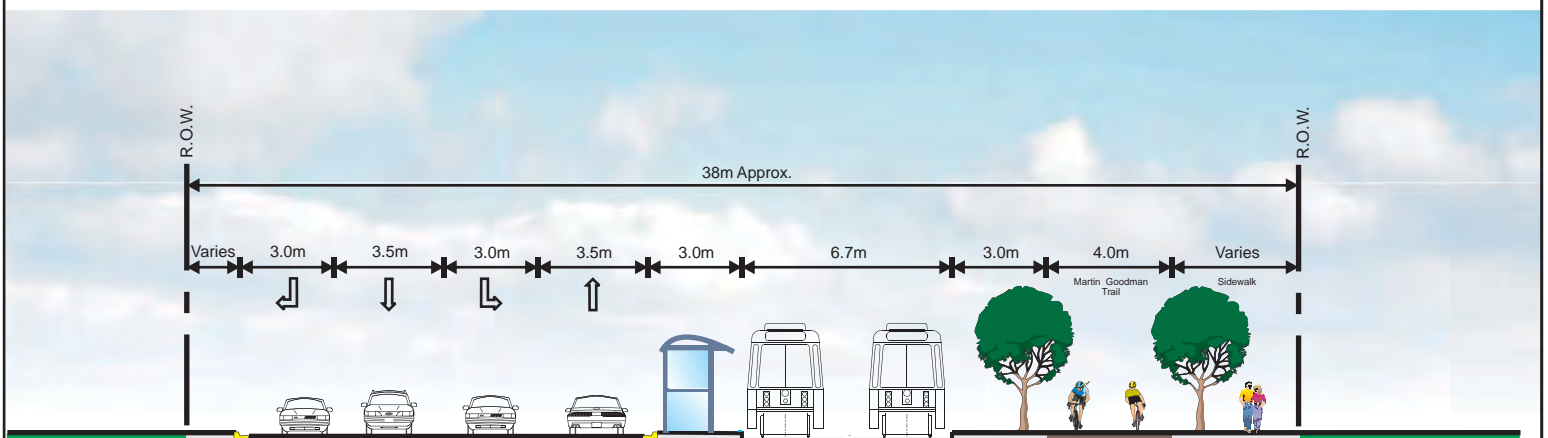 R.O.W.
R.O.W.
38m Approx.
Varies
3.0m
3.5m
3.0m
3.5m
3.0m
6.7m
3.0m
4.0m
Varies
Martin Goodman
Trail
Sidewalk